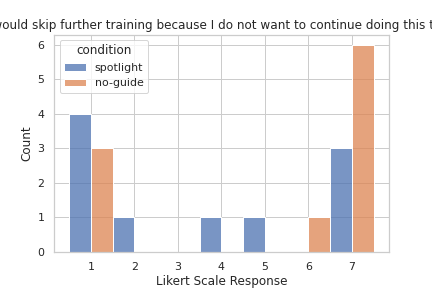 would skip further training because I do not want to continue doing this t
condition
spotlight
no-guide
Count
6
5
4
3
2
1
0
1 2 3 4 5 6 7
Likert Scale Response